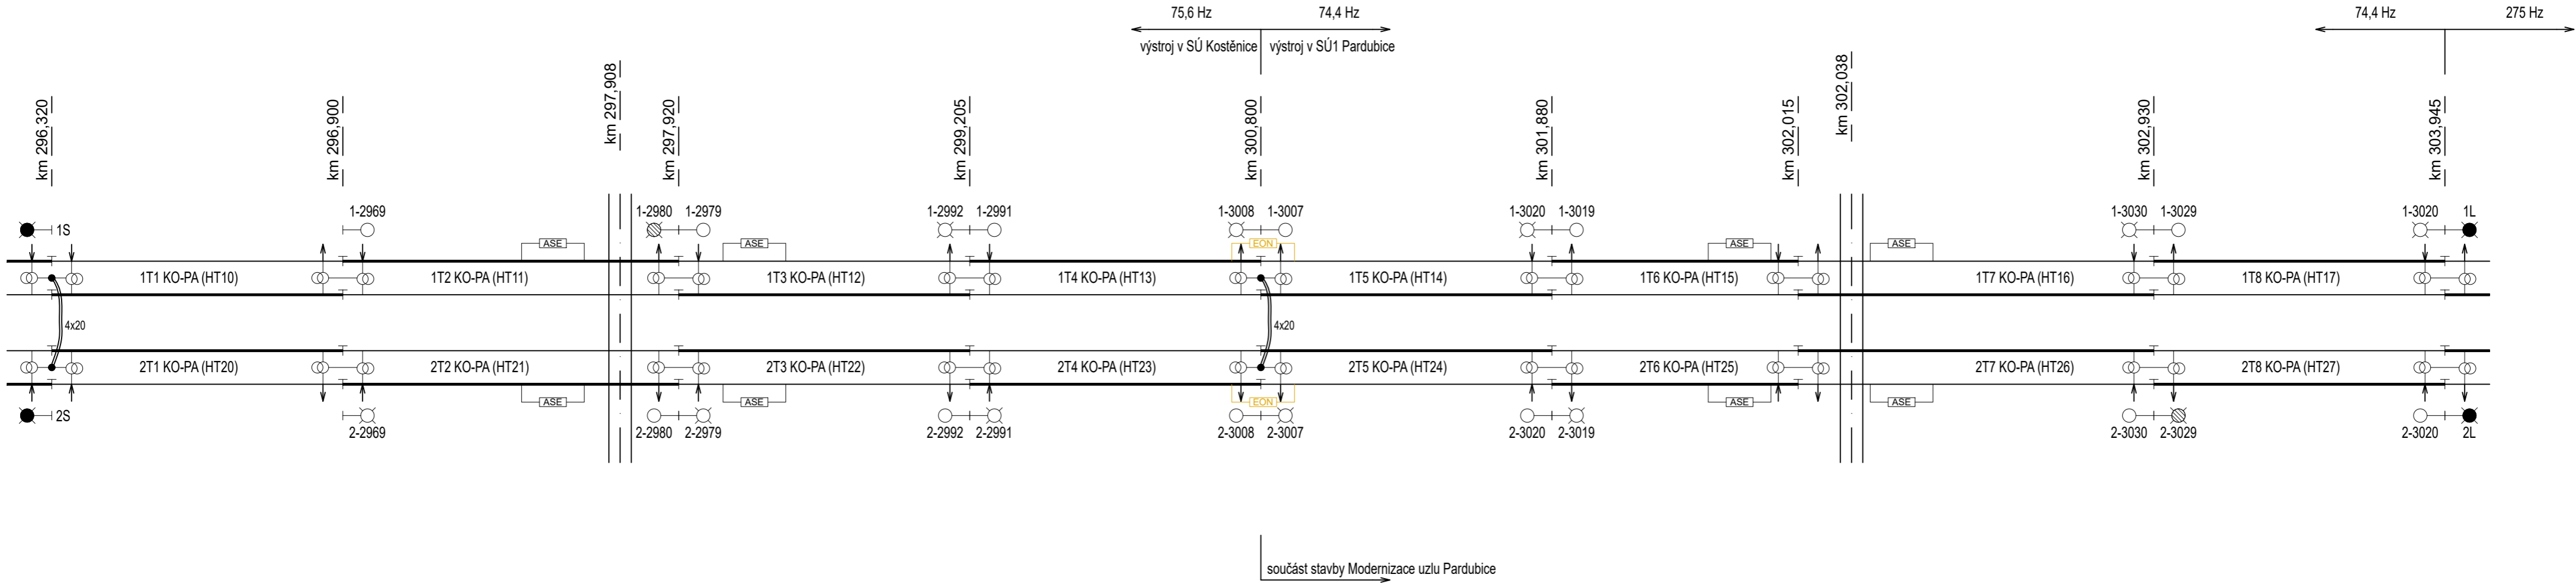 75,6 Hz
74,4 Hz
74,4 Hz
275 Hz
výstroj v SÚ Kostěnice
výstroj v SÚ1 Pardubice
km 296,320
km 296,900
km 297,908
km 297,920
km 299,205
km 300,800
km 301,880
km 302,015
km 302,038
km 302,930
km 303,945
1S
1-2969
1-2980
1-2979
1-2992
1-2991
1-3008
1-3007
1-3020
1-3019
1-3030
1-3029
1-3020
1L
ASE
ASE
EON
ASE
ASE
1T1 KO-PA (HT10)
1T2 KO-PA (HT11)
1T3 KO-PA (HT12)
1T4 KO-PA (HT13)
1T5 KO-PA (HT14)
1T6 KO-PA (HT15)
1T7 KO-PA (HT16)
1T8 KO-PA (HT17)
4x20
4x20
2T1 KO-PA (HT20)
2T2 KO-PA (HT21)
2T3 KO-PA (HT22)
2T4 KO-PA (HT23)
2T5 KO-PA (HT24)
2T6 KO-PA (HT25)
2T7 KO-PA (HT26)
2T8 KO-PA (HT27)
ASE
ASE
EON
ASE
ASE
2S
2-2969
2-2980
2-2979
2-2992
2-2991
2-3008
2-3007
2-3020
2-3019
2-3030
2-3029
2-3020
2L
součást stavby Modernizace uzlu Pardubice